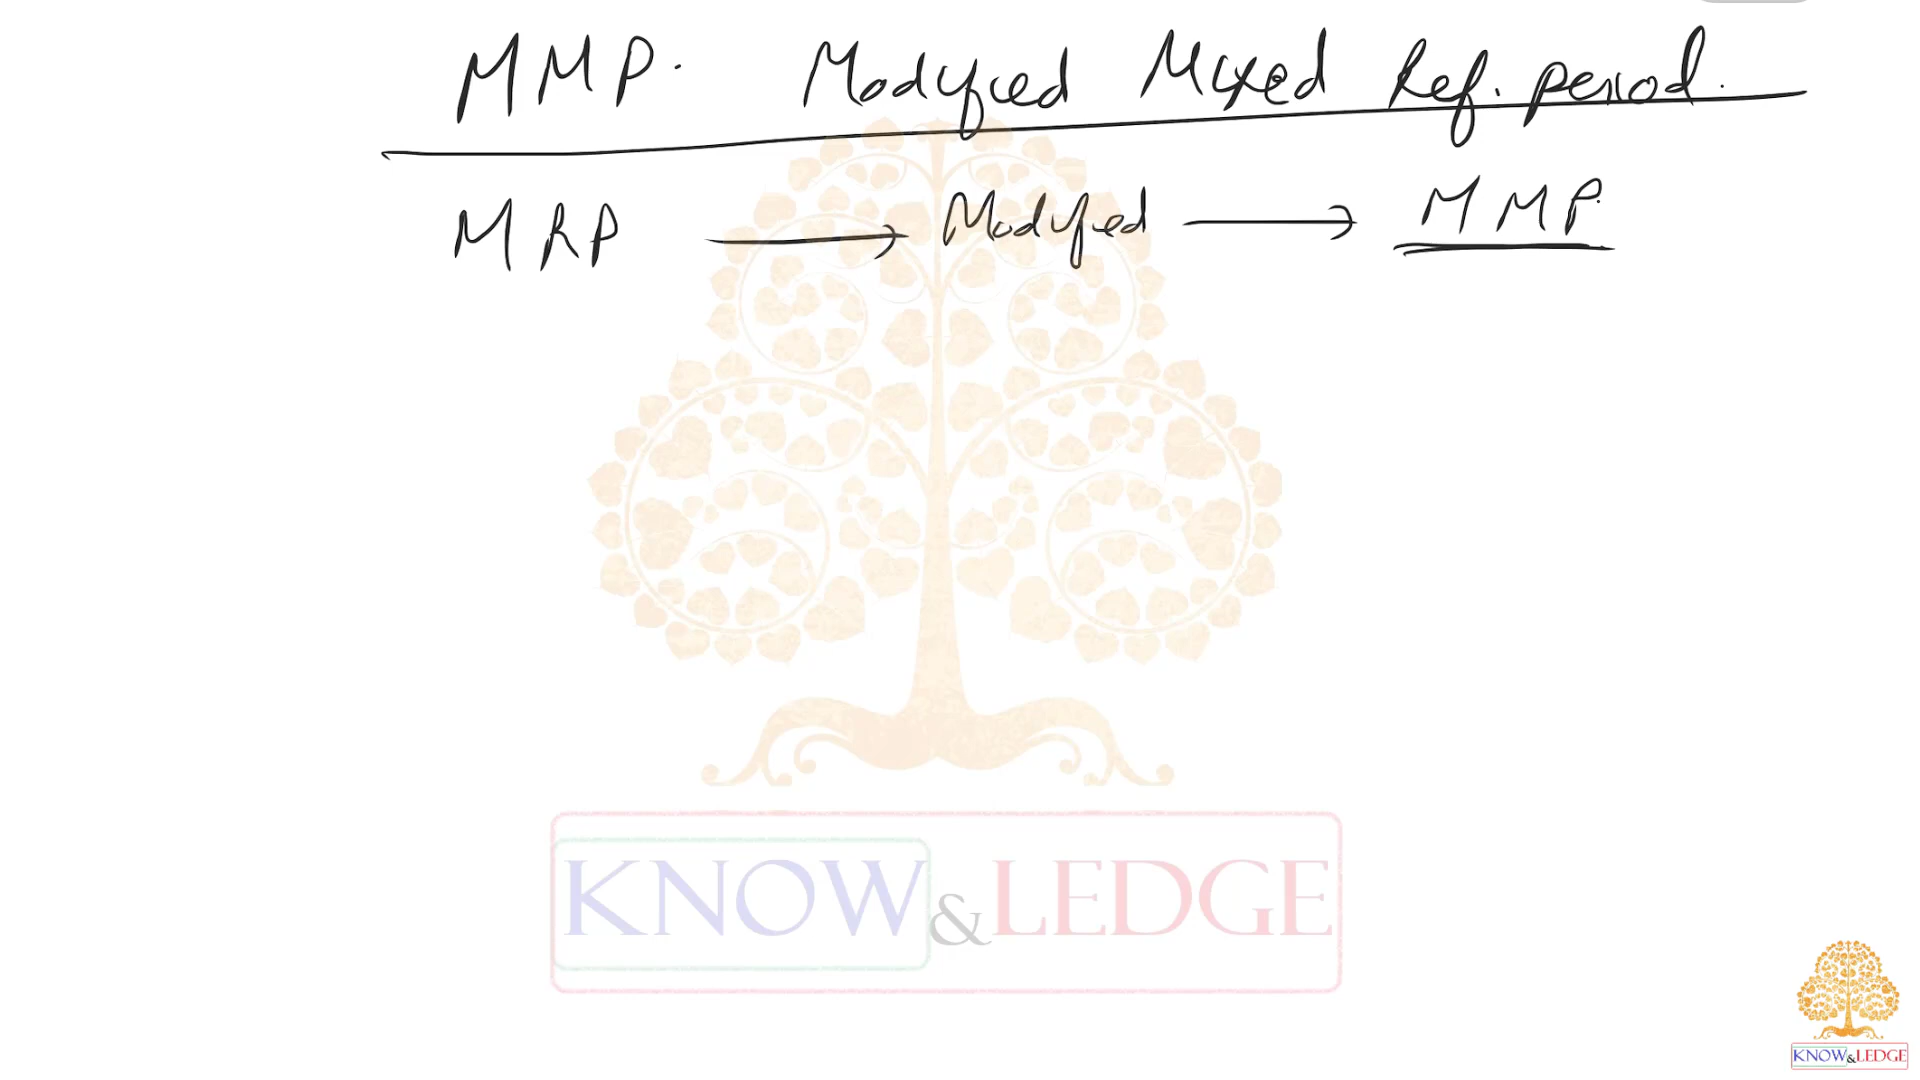 MMP. Modified Mixed Ref. period.
MRP → Modified → MMP.
KNOW&LEDGE
KNOW&LEDGE